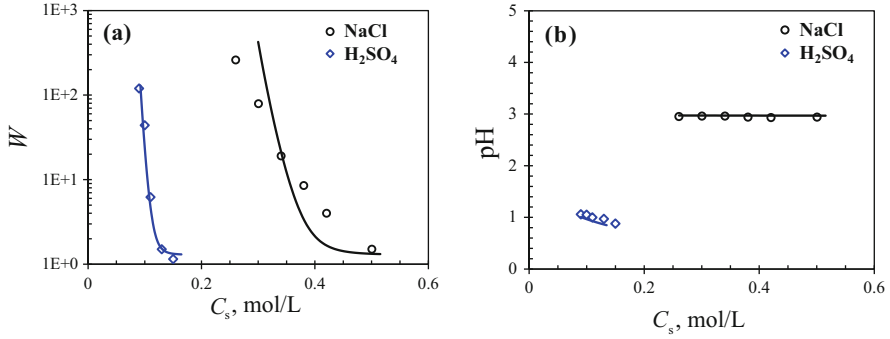 (a)
NaCl
H₂SO₄
1E+3
1E+2
1E+1
1E+0
W
0
0.2
0.4
0.6
Cₛ, mol/L
(b)
NaCl
H₂SO₄
5
4
3
2
1
0
pH
0
0.2
0.4
0.6
Cₛ, mol/L